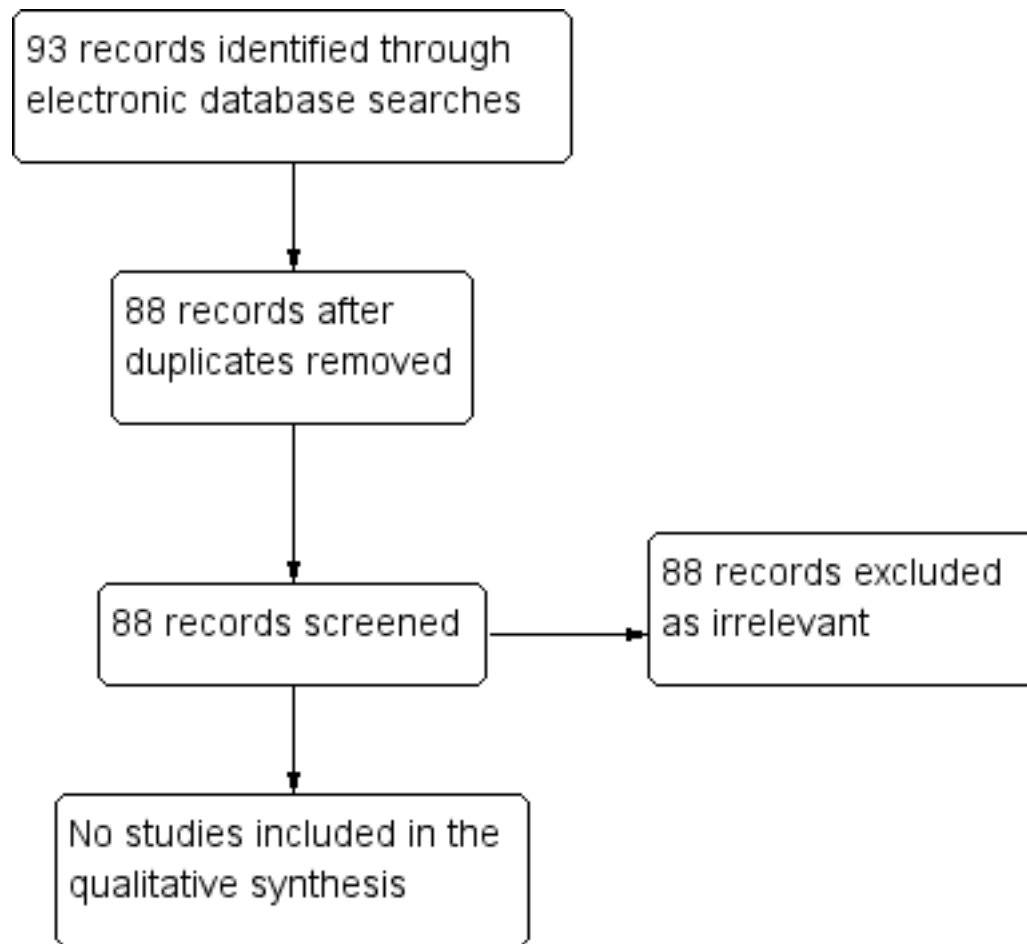 93 records identified through
electronic database searches
88 records after
duplicates removed
88 records screened
88 records excluded
as irrelevant
No studies included in the
qualitative synthesis